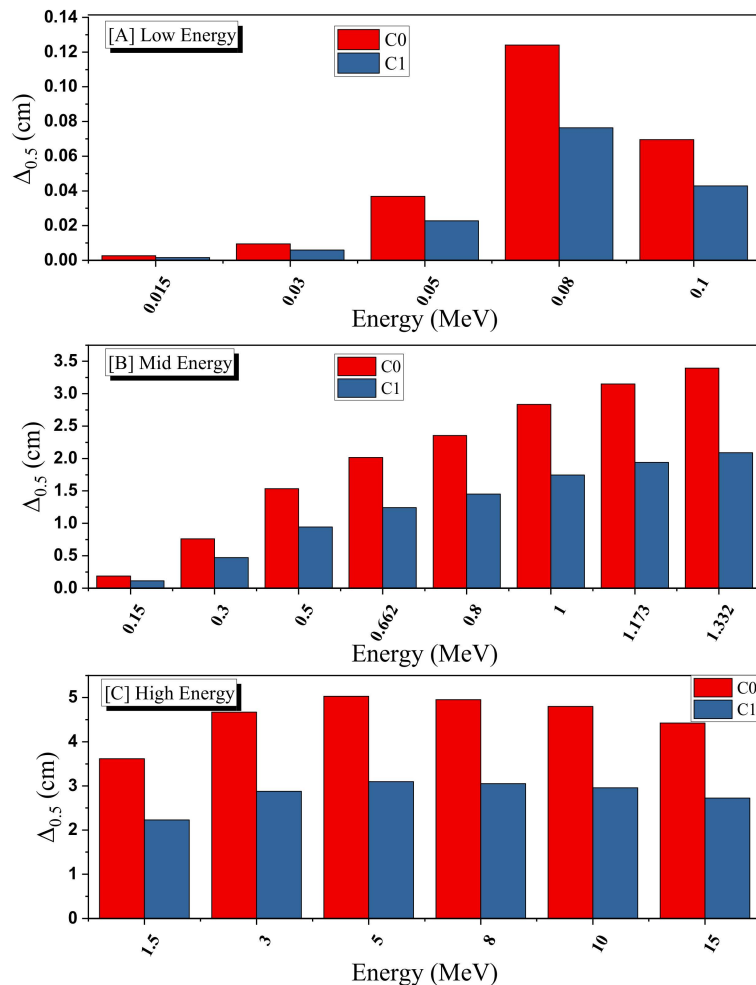 [A] Low Energy
C0
C1
0.14
0.12
0.10
0.08
0.06
0.04
0.02
0.00
Δ0.5 (cm)
0.015 0.03 0.05 0.08 0.1
Energy (MeV)
[B] Mid Energy
C0
C1
3.5
3.0
2.5
2.0
1.5
1.0
0.5
0.0
Δ0.5 (cm)
0.15 0.3 0.5 0.662 0.8 1 1.173 1.332
Energy (MeV)
[C] High Energy
C0
C1
5
4
3
2
1
0
Δ0.5 (cm)
1.5 3 5 8 10 15
Energy (MeV)